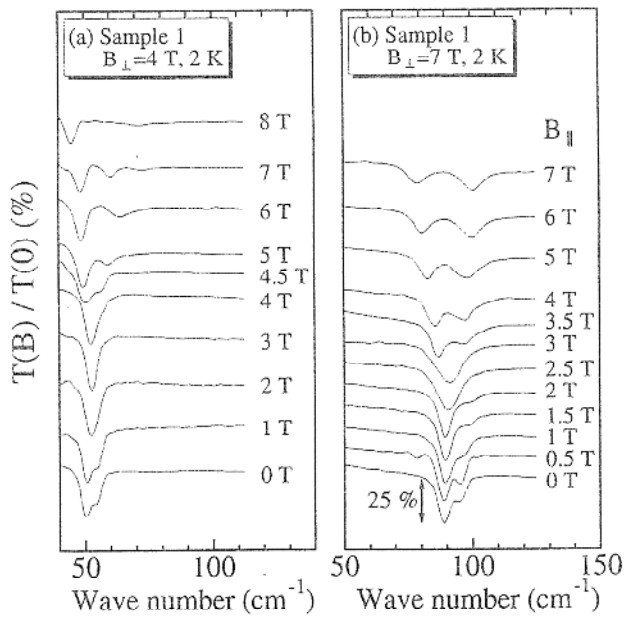 (a) Sample 1
B⊥=4 T, 2 K
8 T
7 T
6 T
5 T
4.5 T
4 T
3 T
2 T
1 T
0 T
T(B) / T(0) (%)
50
100
Wave number (cm⁻¹)
(b) Sample 1
B⊥=7 T, 2 K
B∥
7 T
6 T
5 T
4 T
3.5 T
3 T
2.5 T
2 T
1.5 T
1 T
0.5 T
0 T
25 %
50
100
150
Wave number (cm⁻¹)